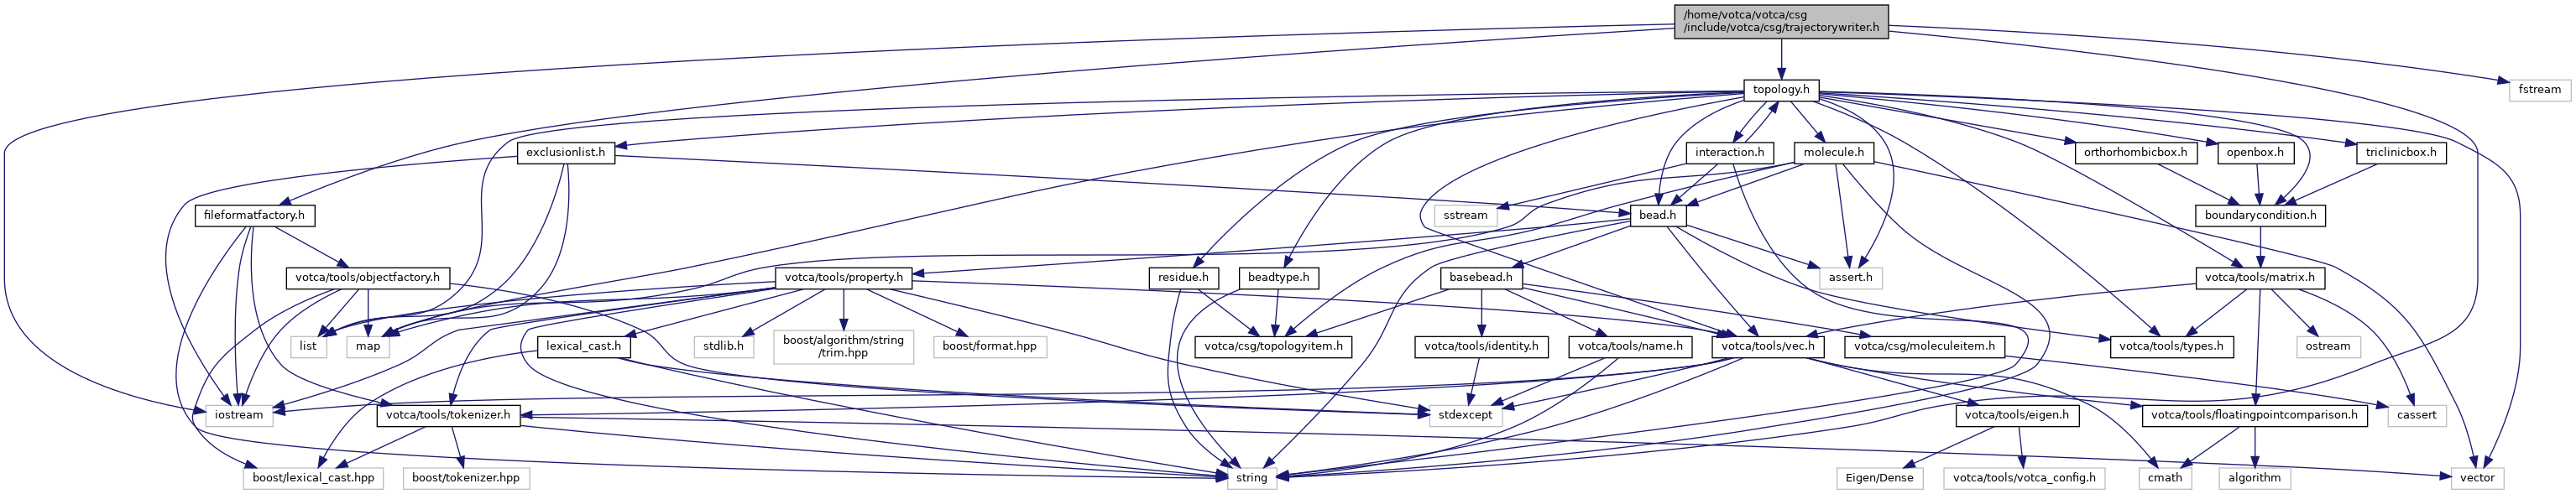 /home/votca/votca/csg
/include/votca/csg/trajectorywriter.h
topology.h
fstream
exclusionlist.h
interaction.h
molecule.h
orthorhombicbox.h
openbox.h
triclinicbox.h
fileformatfactory.h
sstream
bead.h
boundarycondition.h
votca/tools/objectfactory.h
votca/tools/property.h
residue.h
beadtype.h
basebead.h
assert.h
votca/tools/matrix.h
list
map
lexical_cast.h
stdlib.h
boost/algorithm/string
/trim.hpp
boost/format.hpp
votca/csg/topologyitem.h
votca/tools/identity.h
votca/tools/name.h
votca/tools/vec.h
votca/csg/moleculeitem.h
votca/tools/types.h
ostream
iostream
votca/tools/tokenizer.h
stdexcept
votca/tools/eigen.h
votca/tools/floatingpointcomparison.h
cassert
boost/lexical_cast.hpp
boost/tokenizer.hpp
string
Eigen/Dense
votca/tools/votca_config.h
cmath
algorithm
vector